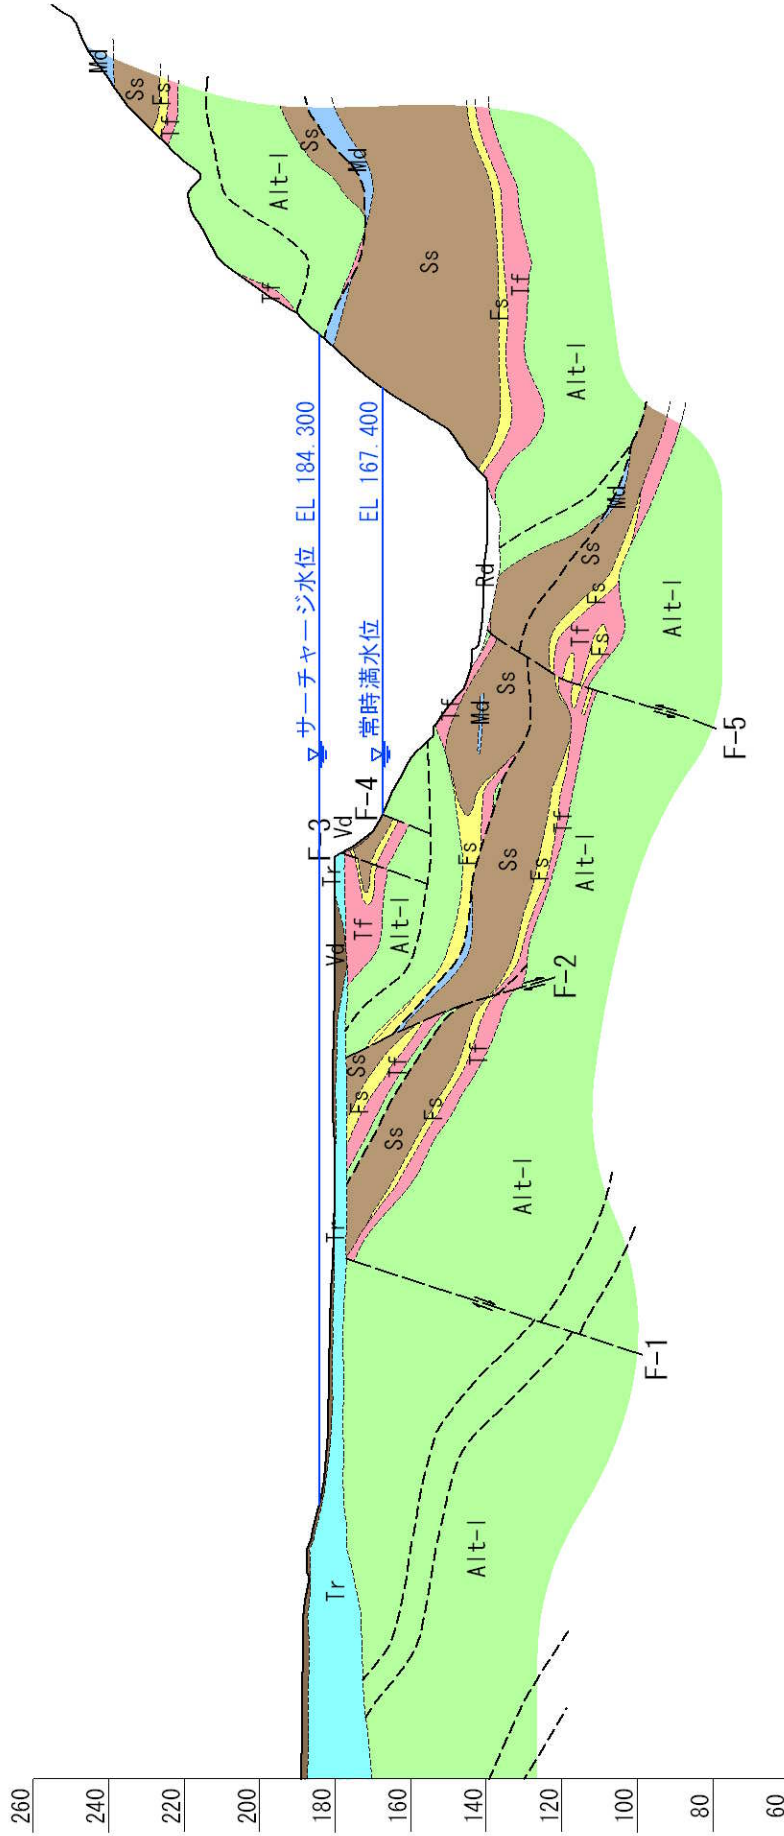 260
240
220
200
180
160
140
120
100
80
60
サーチャージ水位 EL 184.300
常時満水位 EL 167.400
Tr
Alt-l
F-1
Tr
Alt-l
Ss
Fs
Tf
Ss
Fs
Tf
F-2
Vd
Tr
Tf
Alt-l
F-3
Vd
F-4
Fs
Ss
Fs
Tf
Alt-l
Tf
Md
Ss
F-5
Rd
Ss
Fs
Tf
Fs
Md
Alt-l
Alt-l
Fs
Tf
Ss
Tf
Alt-l
Ss
Md
Tf
Fs
Ss
Md